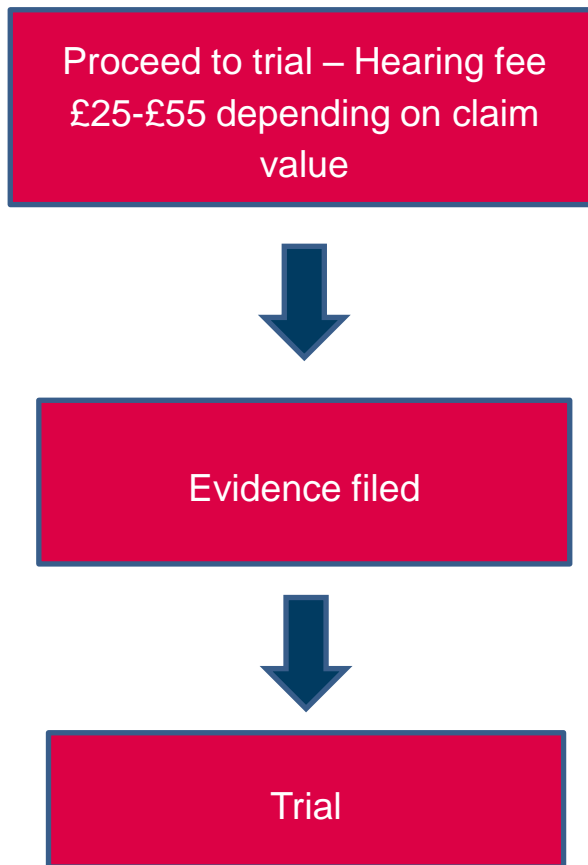 Proceed to trial – Hearing fee
£25-£55 depending on claim
value
Evidence filed
Trial